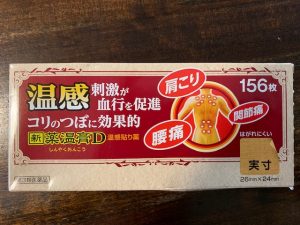 温感
刺激が
血行を促進
コリのつぼに効果的
新 薬温膏D 温感貼り薬
しんやくおんこう
肩こり
腰痛
関節痛
156枚
はがれにくい
実寸
26mm×24mm
第3類医薬品